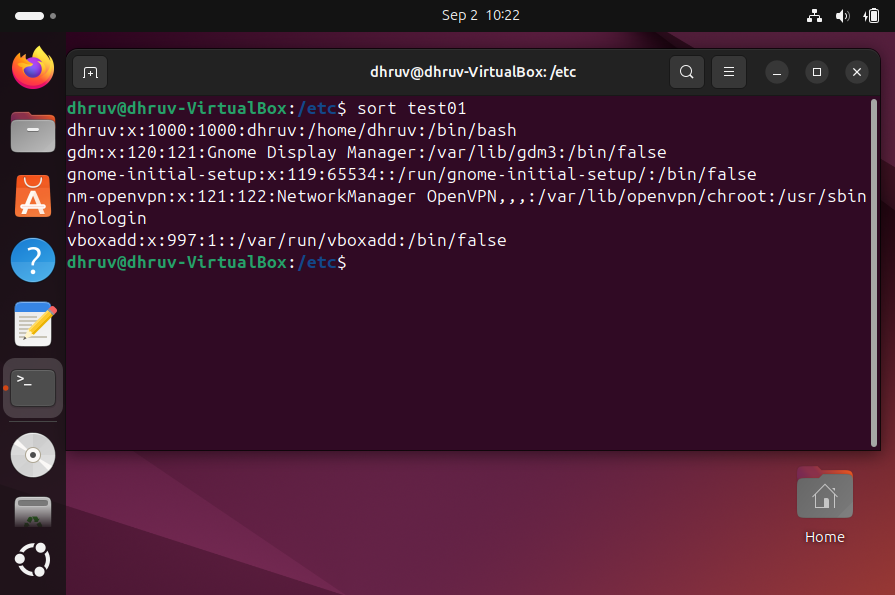 Sep 2 10:22
dhruv@dhruv-VirtualBox: /etc
dhruv@dhruv-VirtualBox:/etc$ sort test01
dhruv:x:1000:1000:dhruv:/home/dhruv:/bin/bash
gdm:x:120:121:Gnome Display Manager:/var/lib/gdm3:/bin/false
gnome-initial-setup:x:119:65534::/run/gnome-initial-setup/:/bin/false
nm-openvpn:x:121:122:NetworkManager OpenVPN,,,:/var/lib/openvpn/chroot:/usr/sbin
/nologin
vboxadd:x:997:1::/var/run/vboxadd:/bin/false
dhruv@dhruv-VirtualBox:/etc$
Home